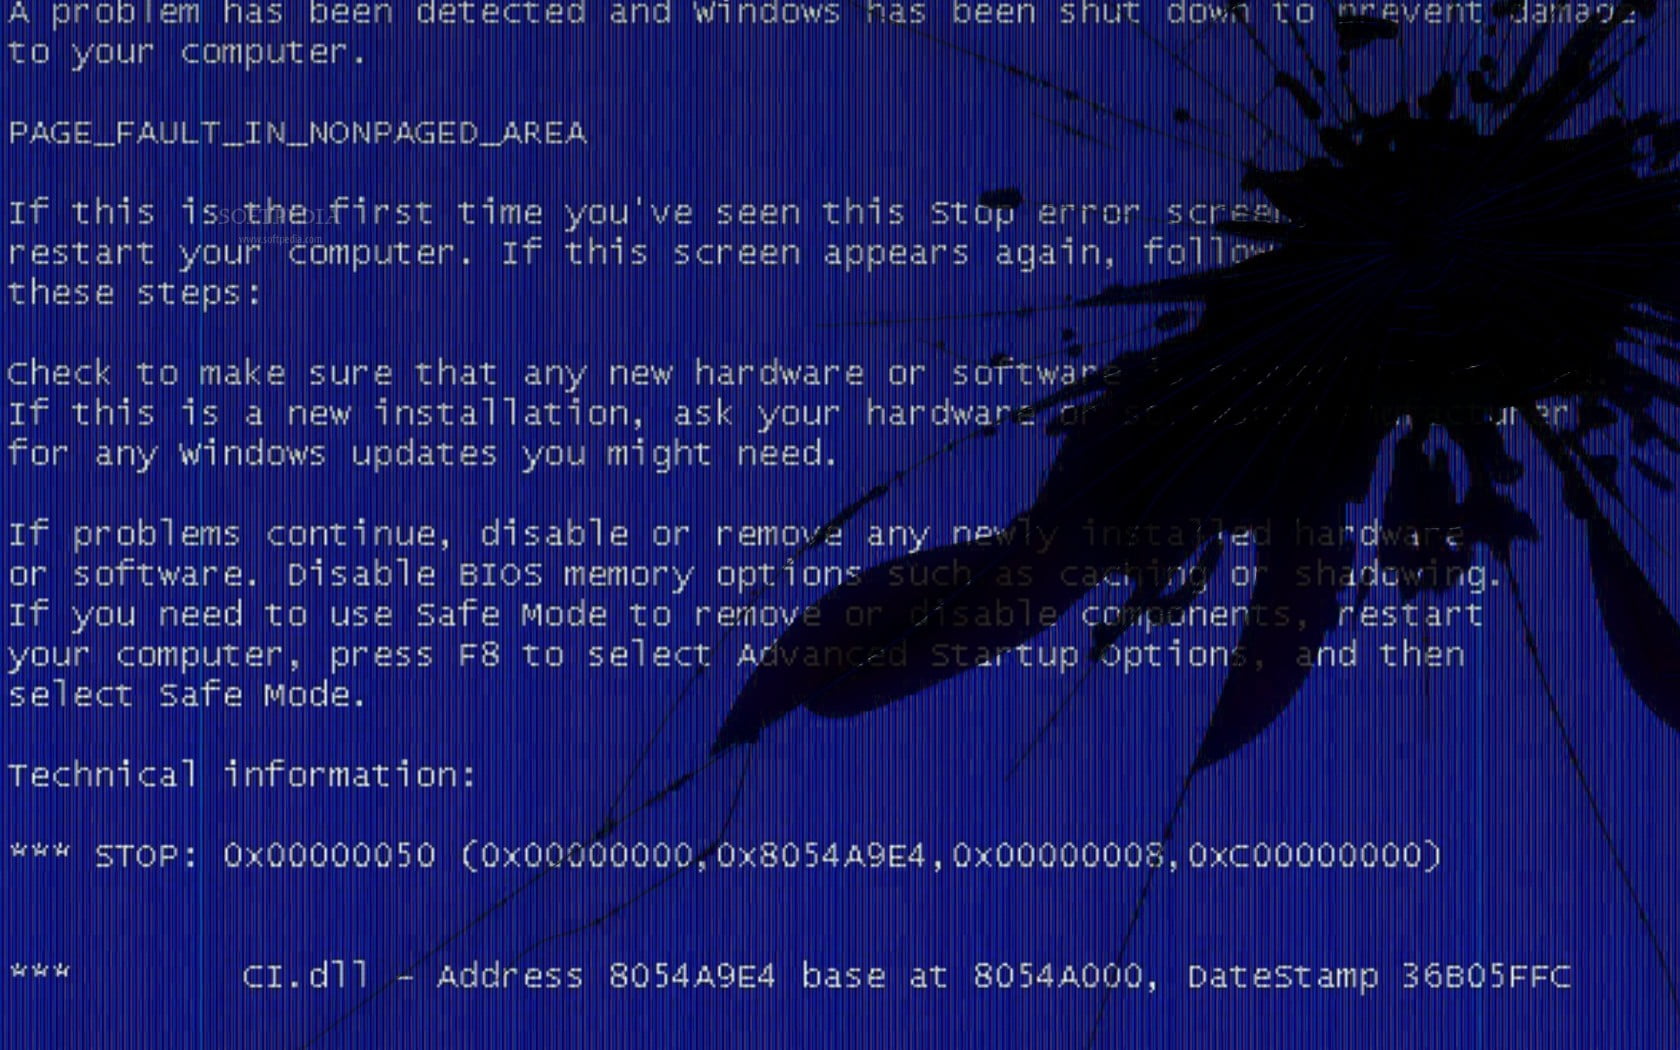 A problem has been detected and Windows has been shut down to prevent damage
to your computer.
PAGE_FAULT_IN_NONPAGED_AREA
If this is the first time you've seen this Stop error screen
SOFTPEDIA
www.softpedia.com
restart your computer. If this screen appears again, follow
these steps:
Check to make sure that any new hardware or software is
If this is a new installation, ask your hardware or software manufacturer
for any Windows updates you might need.
If problems continue, disable or remove any newly installed hardware
or software. Disable BIOS memory options such as caching or shadowing.
If you need to use Safe Mode to remove or disable components, restart
your computer, press F8 to select Advanced Startup Options, and then
select Safe Mode.
Technical information:
*** STOP: 0x00000050 (0x00000000,0x8054A9E4,0x00000008,0xC00000000)
*** CI.dll - Address 8054A9E4 base at 8054A000, DateStamp 36B05FFC